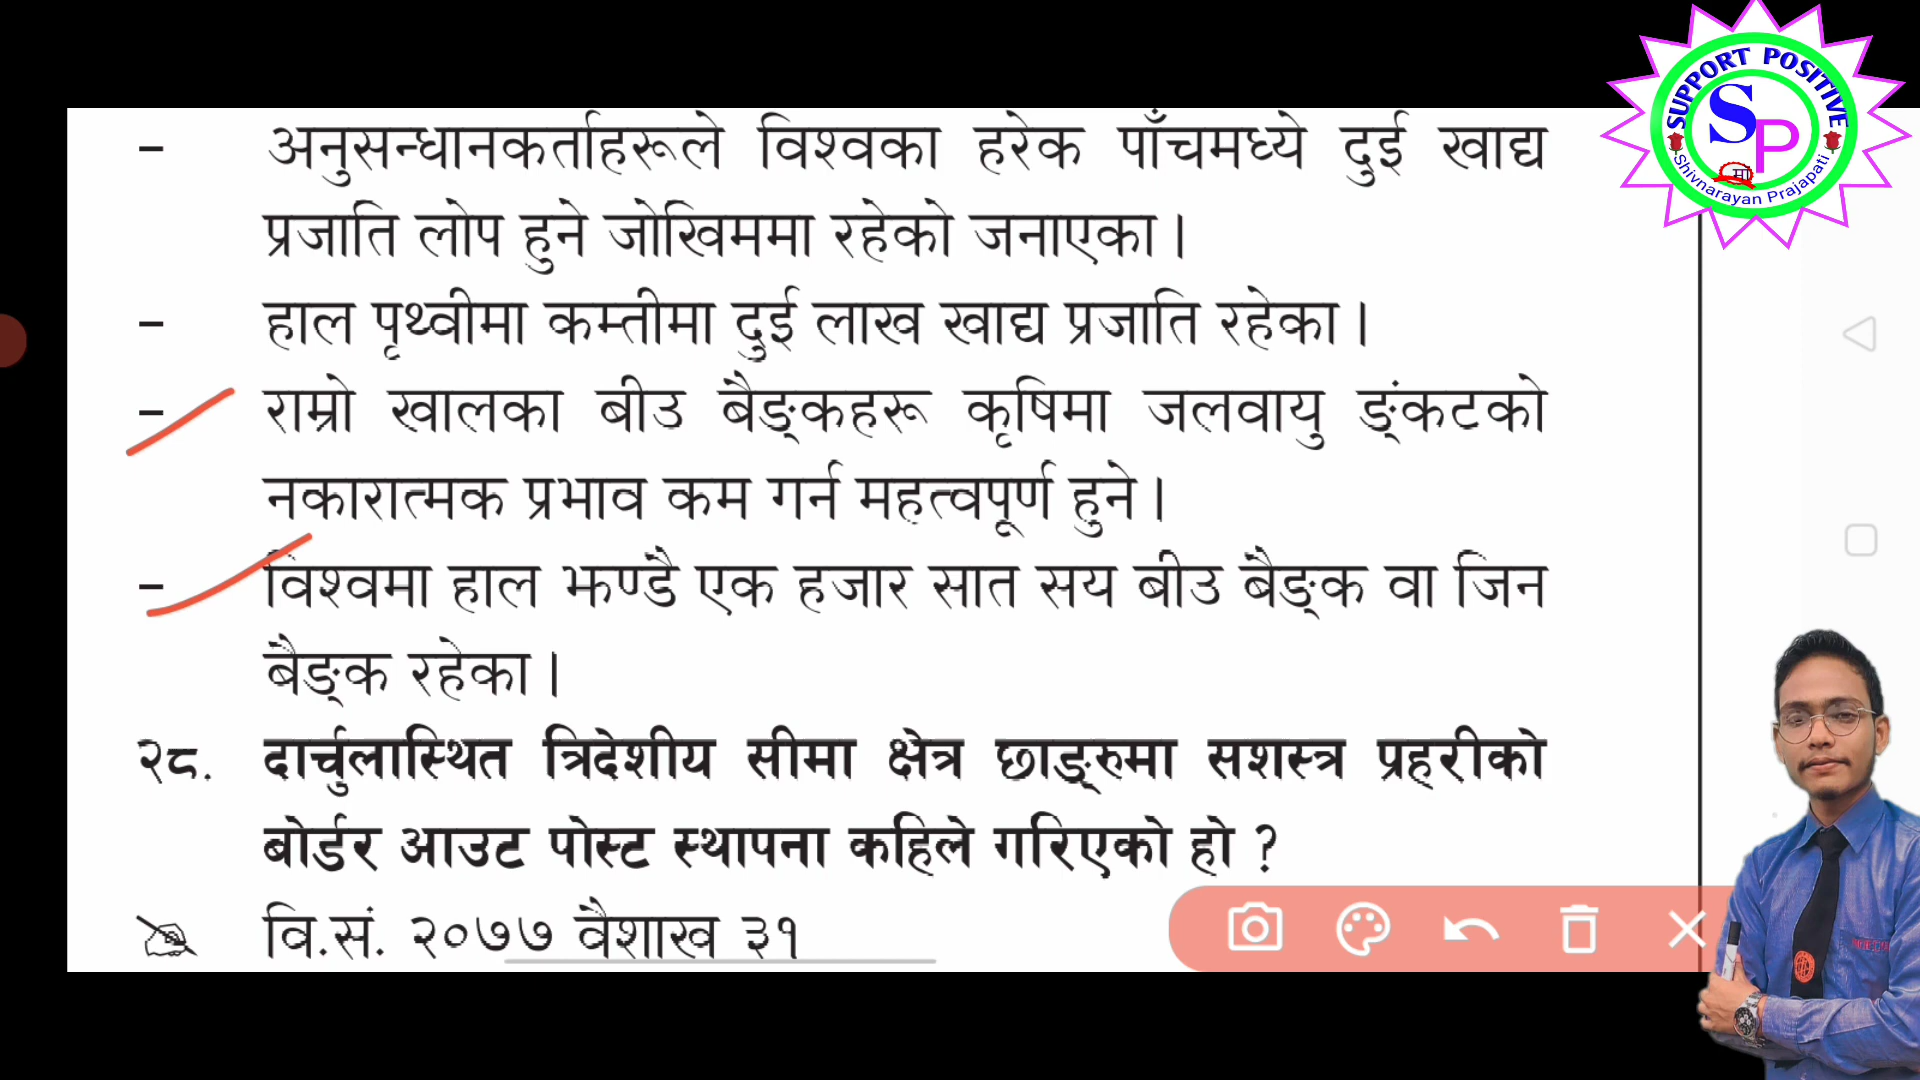 SUPPORT POSITIVE
SP
माँ
Shivnarayan Prajapati
- अनुसन्धानकर्ताहरूले विश्वका हरेक पाँचमध्ये दुई खाद्य
प्रजाति लोप हुने जोखिममा रहेको जनाएका।
- हाल पृथ्वीमा कम्तीमा दुई लाख खाद्य प्रजाति रहेका।
- राम्रो खालका बीउ बैङ्कहरू कृषिमा जलवायु ङ्ंकटको
नकारात्मक प्रभाव कम गर्न महत्वपूर्ण हुने।
- विश्वमा हाल झण्डै एक हजार सात सय बीउ बैङ्क वा जिन
बैङ्क रहेका।
२८. दार्चुलास्थित त्रिदेशीय सीमा क्षेत्र छाङ्रुमा सशस्त्र प्रहरीको
बोर्डर आउट पोस्ट स्थापना कहिले गरिएको हो ?
वि.सं. २०७७ वैशाख ३१